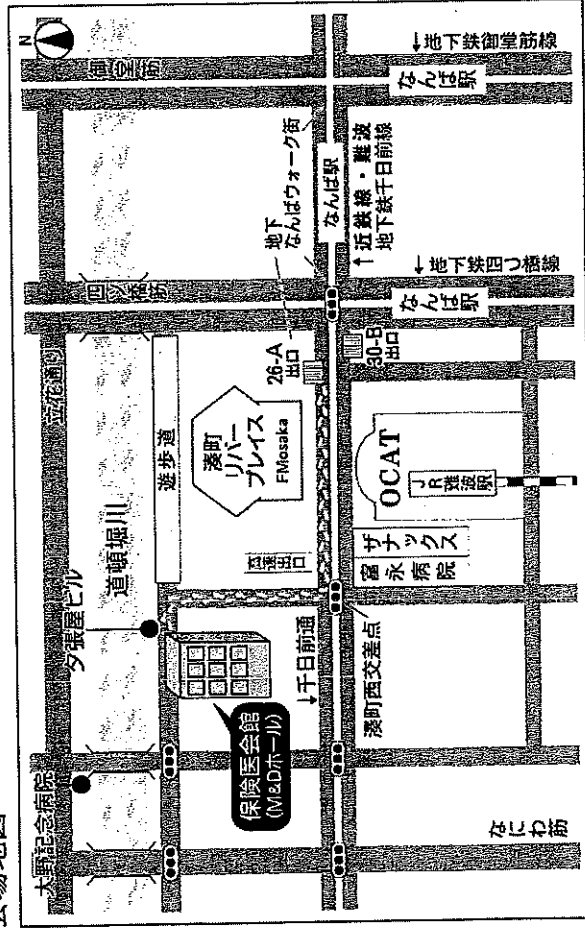 会場地図
N
御堂筋
↓地下鉄御堂筋線
なんば駅
地下
なんばウォーク街
なんば駅
↑近鉄線・難波
地下鉄千日前線
四ツ橋筋
↓地下鉄四つ橋線
なんば駅
立花通り
26-A
出口
30-B
出口
遊歩道
湊町
リバー
プレイス
FMosaka
OCAT
JR難波駅
道頓堀川
高速出口
ザナックス
富永病院
夕張屋ビル
↓千日前通
湊町西交差点
保険医会館
(M&Dホール)
大野記念病院
なにわ筋